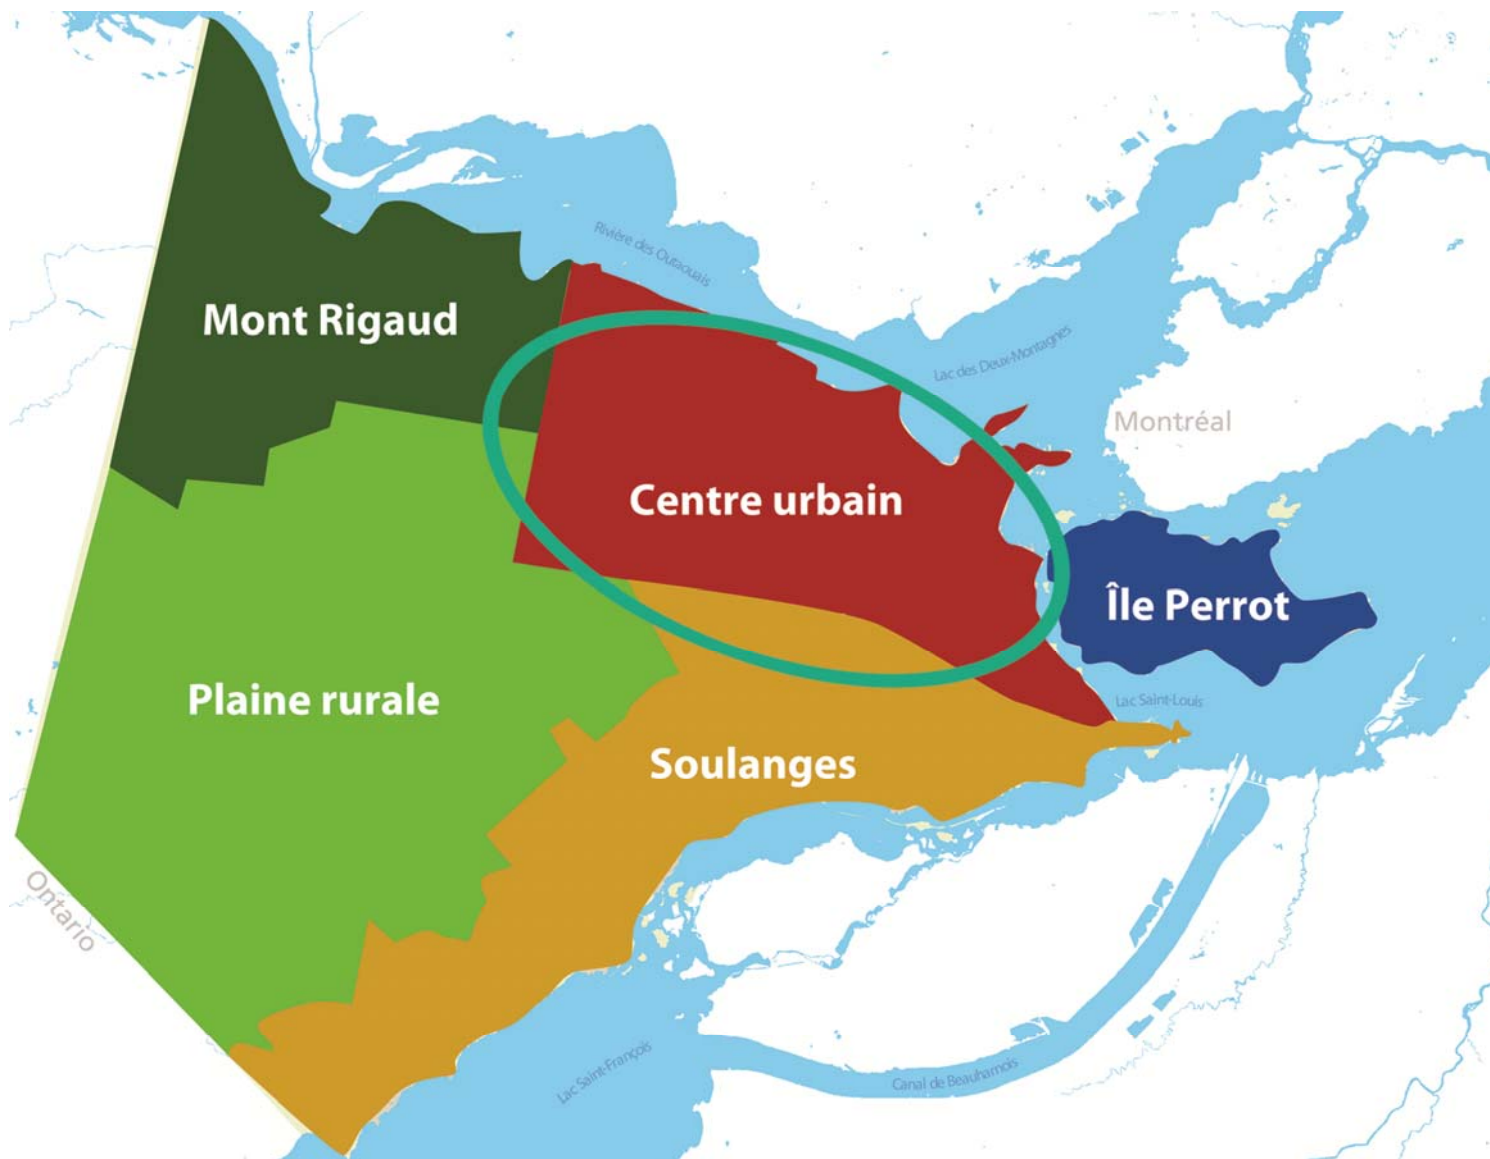 Rivière des Outaouais
Mont Rigaud
Lac des Deux-Montagnes
Montréal
Centre urbain
Île Perrot
Plaine rurale
Lac Saint-Louis
Soulanges
Ontario
Lac Saint-François
Canal de Beauharnois